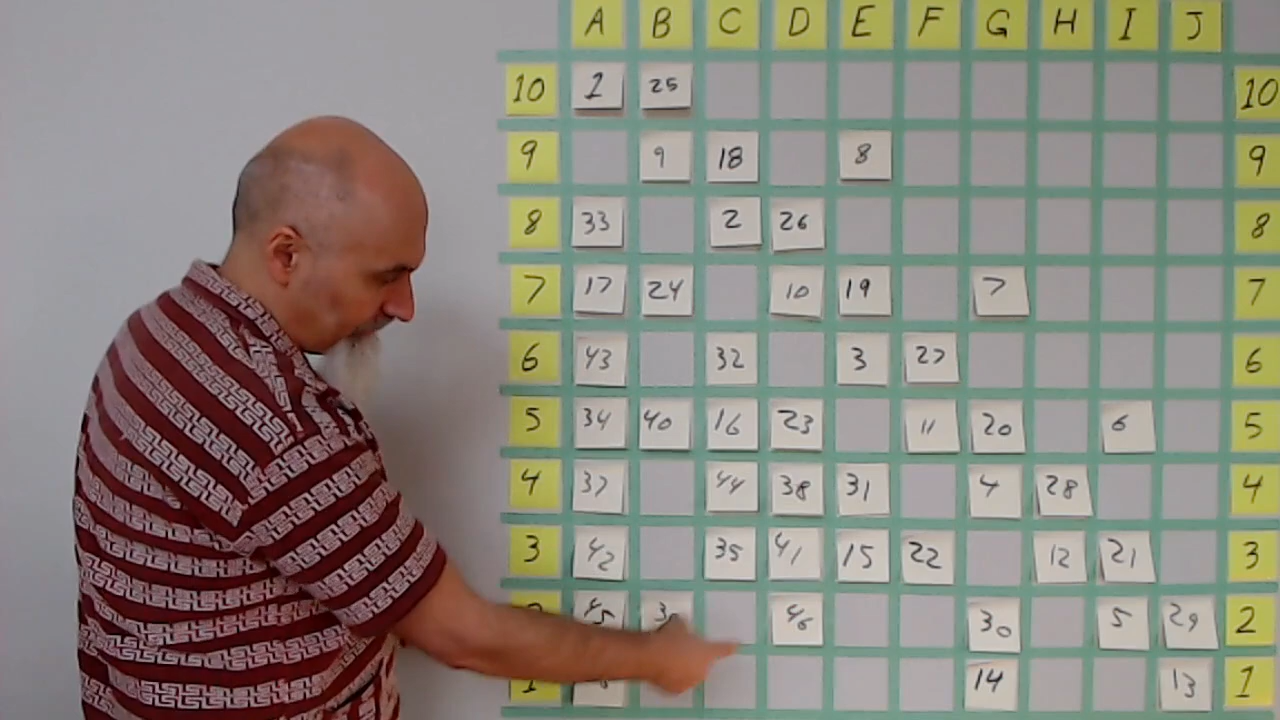 A B C D E F G H I J
10 1 25 10
9 9 18 8 9
8 33 2 26 8
7 17 24 10 19 7 7
6 43 32 3 27 6
5 34 40 16 23 11 20 6 5
4 37 44 38 31 4 28 4
3 42 35 41 15 22 12 21 3
45 46 30 5 29 2
1 14 13 1